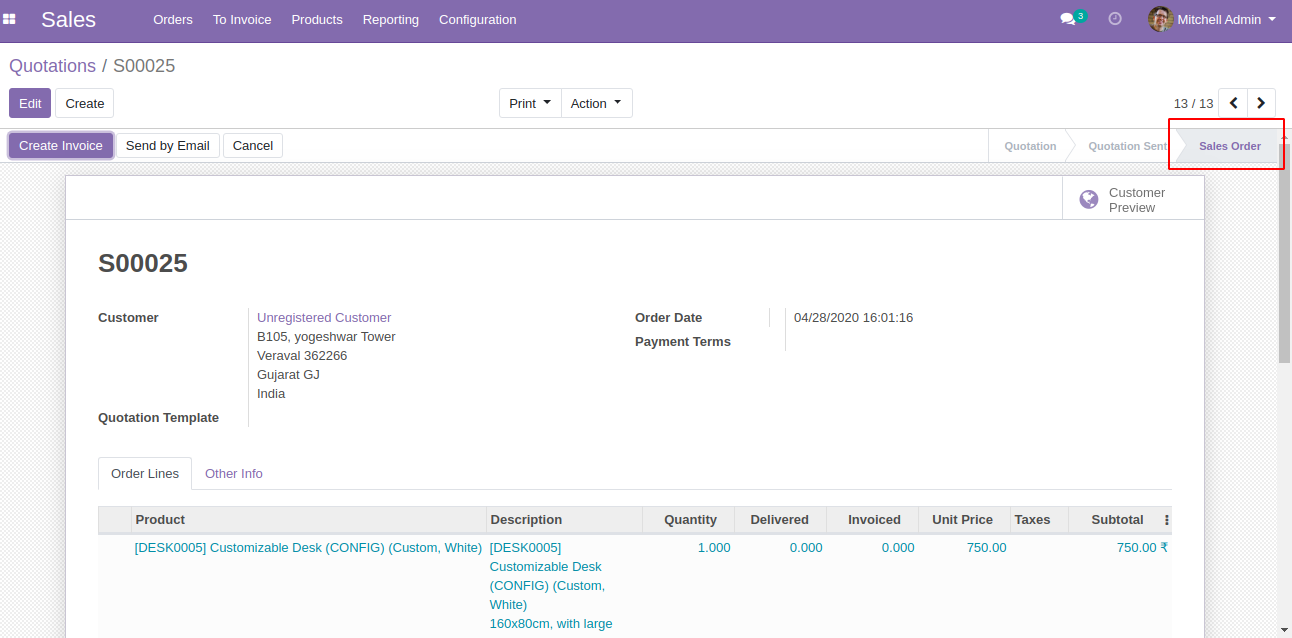 Sales Orders To Invoice Products Reporting Configuration 3 Mitchell Admin
Quotations / S00025
Edit Create Print Action 13 / 13
Create Invoice Send by Email Cancel Quotation Quotation Sent Sales Order
Customer
Preview
S00025
Customer Unregistered Customer Order Date 04/28/2020 16:01:16
B105, yogeshwar Tower Payment Terms
Veraval 362266
Gujarat GJ
India
Quotation Template
Order Lines Other Info
Product Description Quantity Delivered Invoiced Unit Price Taxes Subtotal
[DESK0005] Customizable Desk (CONFIG) (Custom, White) [DESK0005] 1.000 0.000 0.000 750.00 750.00 ₹
Customizable Desk
(CONFIG) (Custom,
White)
160x80cm, with large